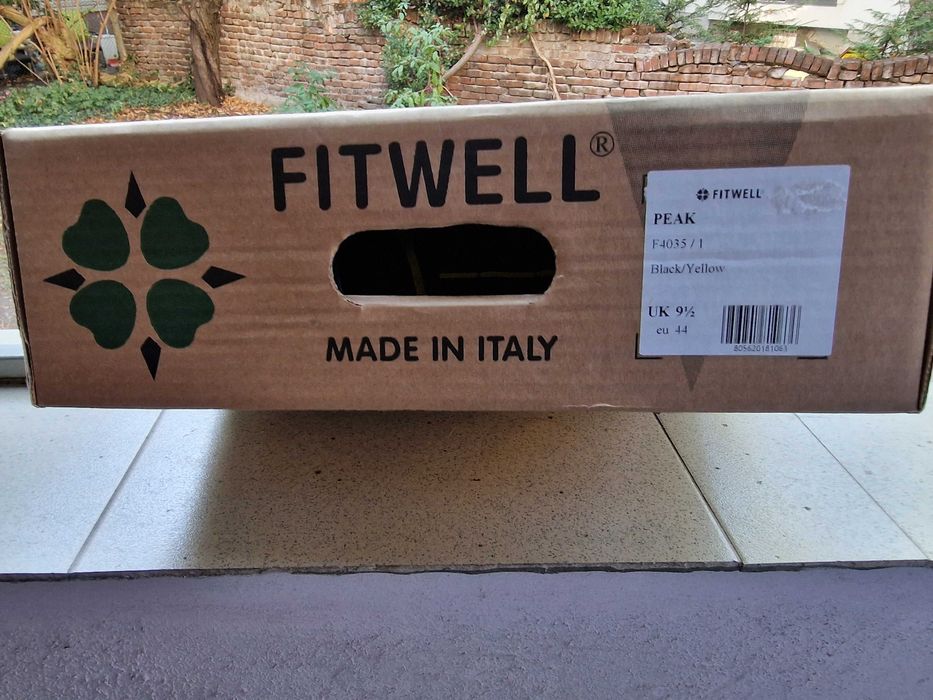 FITWELL®
MADE IN ITALY
FITWELL
PEAK
F4035 / 1
Black/Yellow
UK 9½
eu 44